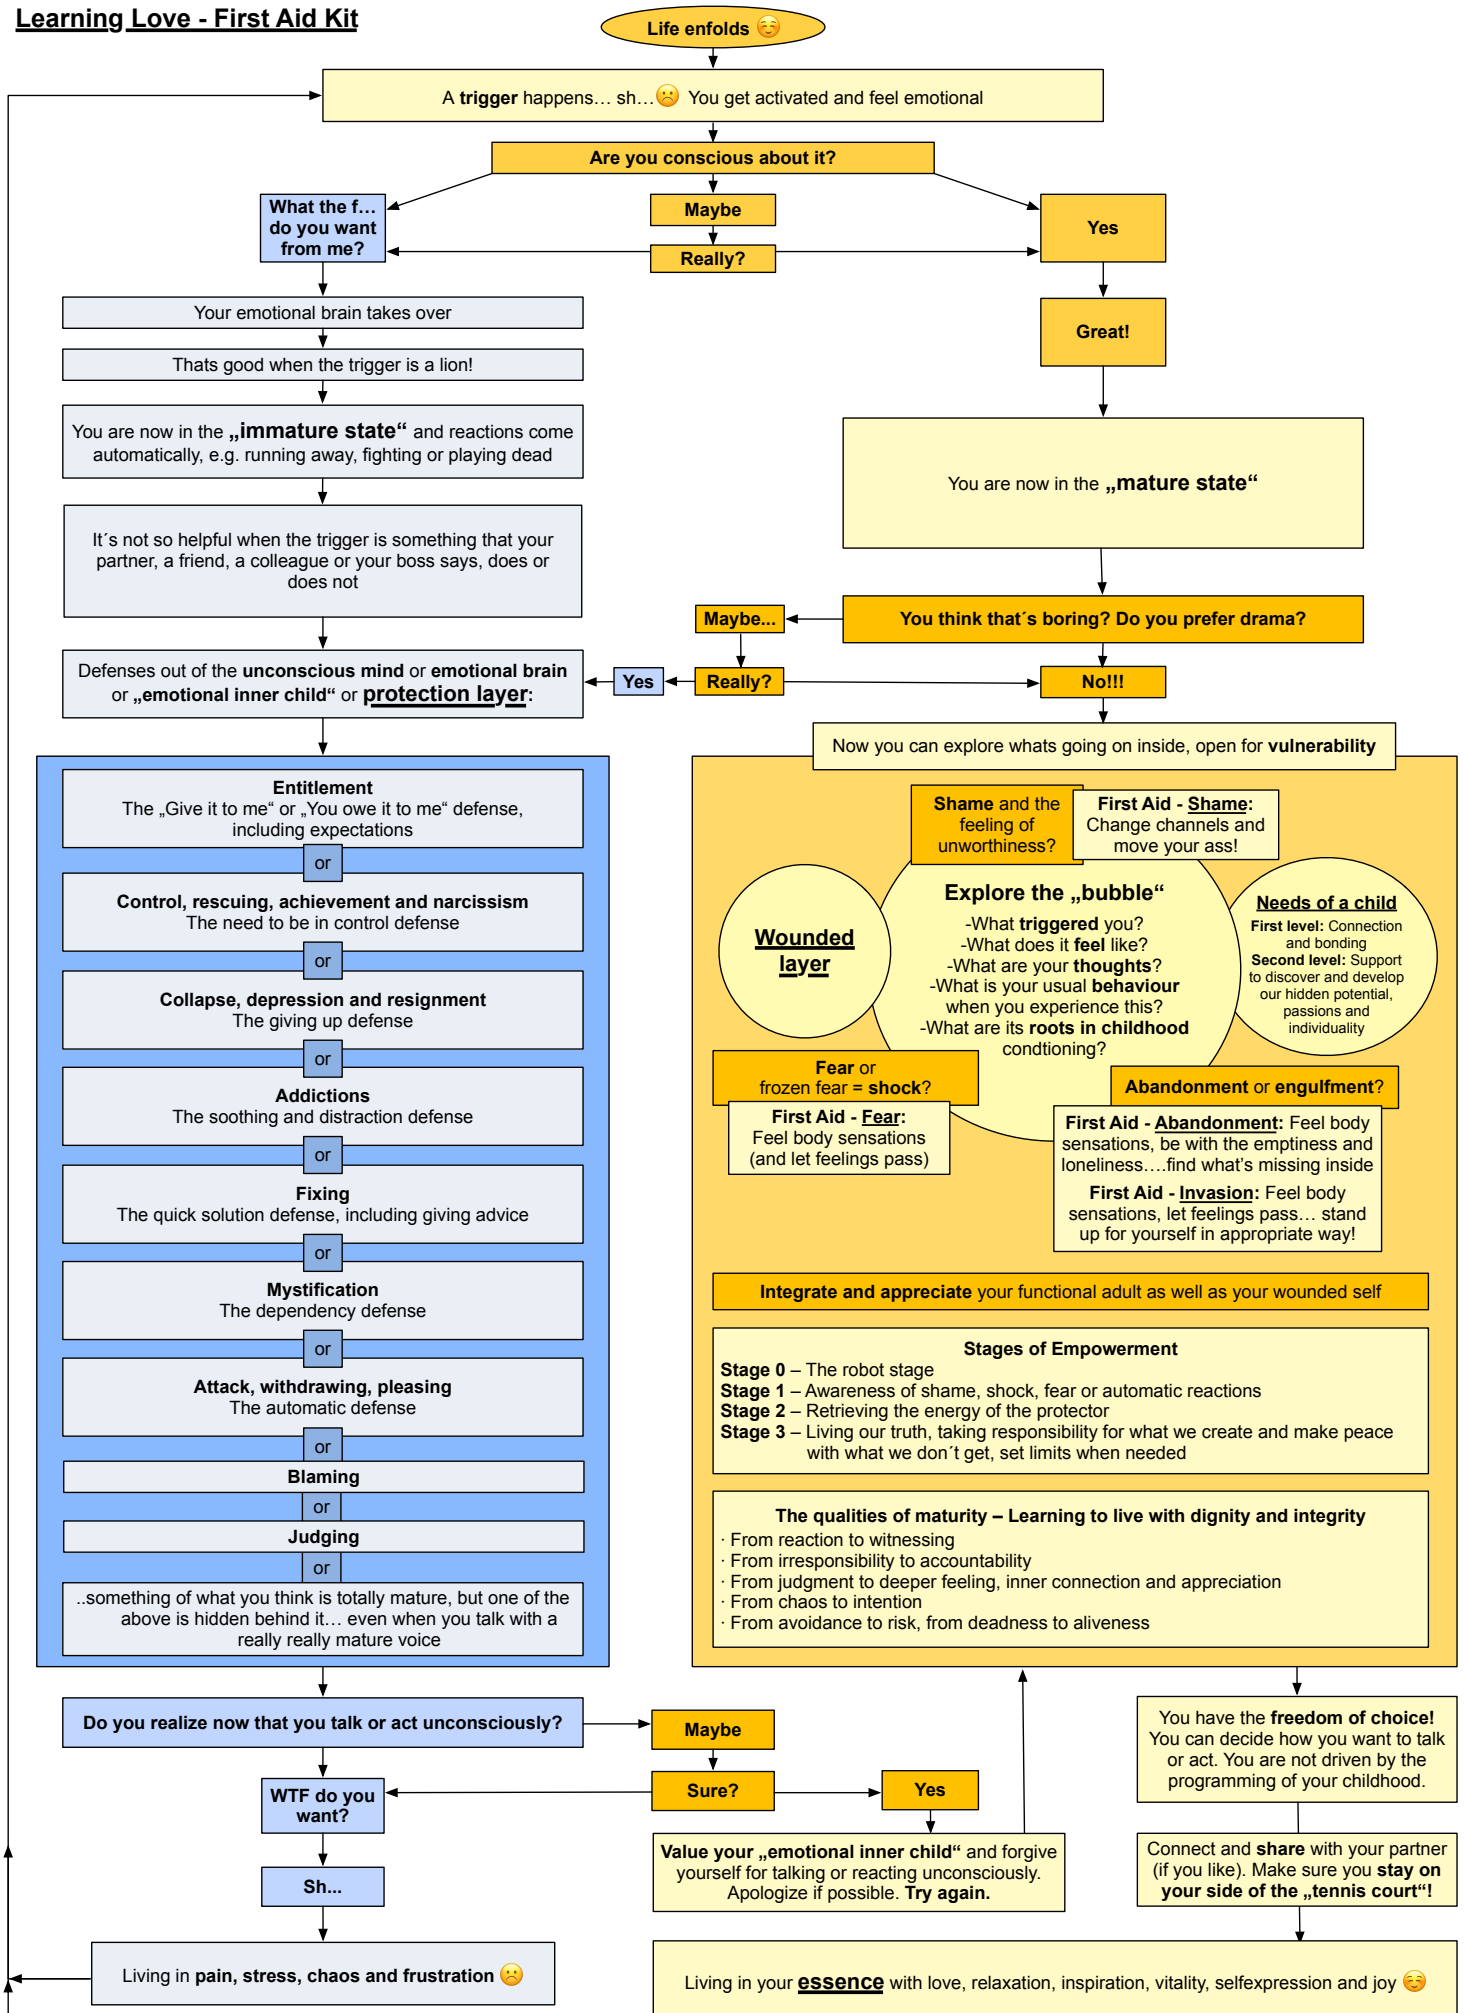 Learning Love - First Aid Kit
Life enfolds ☺️
A trigger happens… sh…☹️ You get activated and feel emotional
Are you conscious about it?
What the f…
do you want
from me?
Maybe
Really?
Yes
Great!
Your emotional brain takes over
Thats good when the trigger is a lion!
You are now in the „immature state“ and reactions come
automatically, e.g. running away, fighting or playing dead
It´s not so helpful when the trigger is something that your
partner, a friend, a colleague or your boss says, does or
does not
You are now in the „mature state“
You think that´s boring? Do you prefer drama?
Maybe...
Really?
Yes
No!!!
Defenses out of the unconscious mind or emotional brain
or „emotional inner child“ or protection layer:
Entitlement
The „Give it to me“ or „You owe it to me“ defense,
including expectations
or
Control, rescuing, achievement and narcissism
The need to be in control defense
or
Collapse, depression and resignment
The giving up defense
or
Addictions
The soothing and distraction defense
or
Fixing
The quick solution defense, including giving advice
or
Mystification
The dependency defense
or
Attack, withdrawing, pleasing
The automatic defense
or
Blaming
or
Judging
or
..something of what you think is totally mature, but one of the
above is hidden behind it… even when you talk with a
really really mature voice
Now you can explore whats going on inside, open for vulnerability
Shame and the
feeling of
unworthiness?
First Aid - Shame:
Change channels and
move your ass!
Wounded
layer
Explore the „bubble“
-What triggered you?
-What does it feel like?
-What are your thoughts?
-What is your usual behaviour
when you experience this?
-What are its roots in childhood
condtioning?
Needs of a child
First level: Connection
and bonding
Second level: Support
to discover and develop
our hidden potential,
passions and
individuality
Fear or
frozen fear = shock?
First Aid - Fear:
Feel body sensations
(and let feelings pass)
Abandonment or engulfment?
First Aid - Abandonment: Feel body
sensations, be with the emptiness and
loneliness….find what’s missing inside
First Aid - Invasion: Feel body
sensations, let feelings pass… stand
up for yourself in appropriate way!
Integrate and appreciate your functional adult as well as your wounded self
Stages of Empowerment
Stage 0 – The robot stage
Stage 1 – Awareness of shame, shock, fear or automatic reactions
Stage 2 – Retrieving the energy of the protector
Stage 3 – Living our truth, taking responsibility for what we create and make peace
with what we don´t get, set limits when needed
The qualities of maturity – Learning to live with dignity and integrity
· From reaction to witnessing
· From irresponsibility to accountability
· From judgment to deeper feeling, inner connection and appreciation
· From chaos to intention
· From avoidance to risk, from deadness to aliveness
Do you realize now that you talk or act unconsciously?
Maybe
Sure?
Yes
WTF do you
want?
Sh...
Value your „emotional inner child“ and forgive
yourself for talking or reacting unconsciously.
Apologize if possible. Try again.
You have the freedom of choice!
You can decide how you want to talk
or act. You are not driven by the
programming of your childhood.
Connect and share with your partner
(if you like). Make sure you stay on
your side of the „tennis court“!
Living in pain, stress, chaos and frustration ☹️
Living in your essence with love, relaxation, inspiration, vitality, selfexpression and joy ☺️